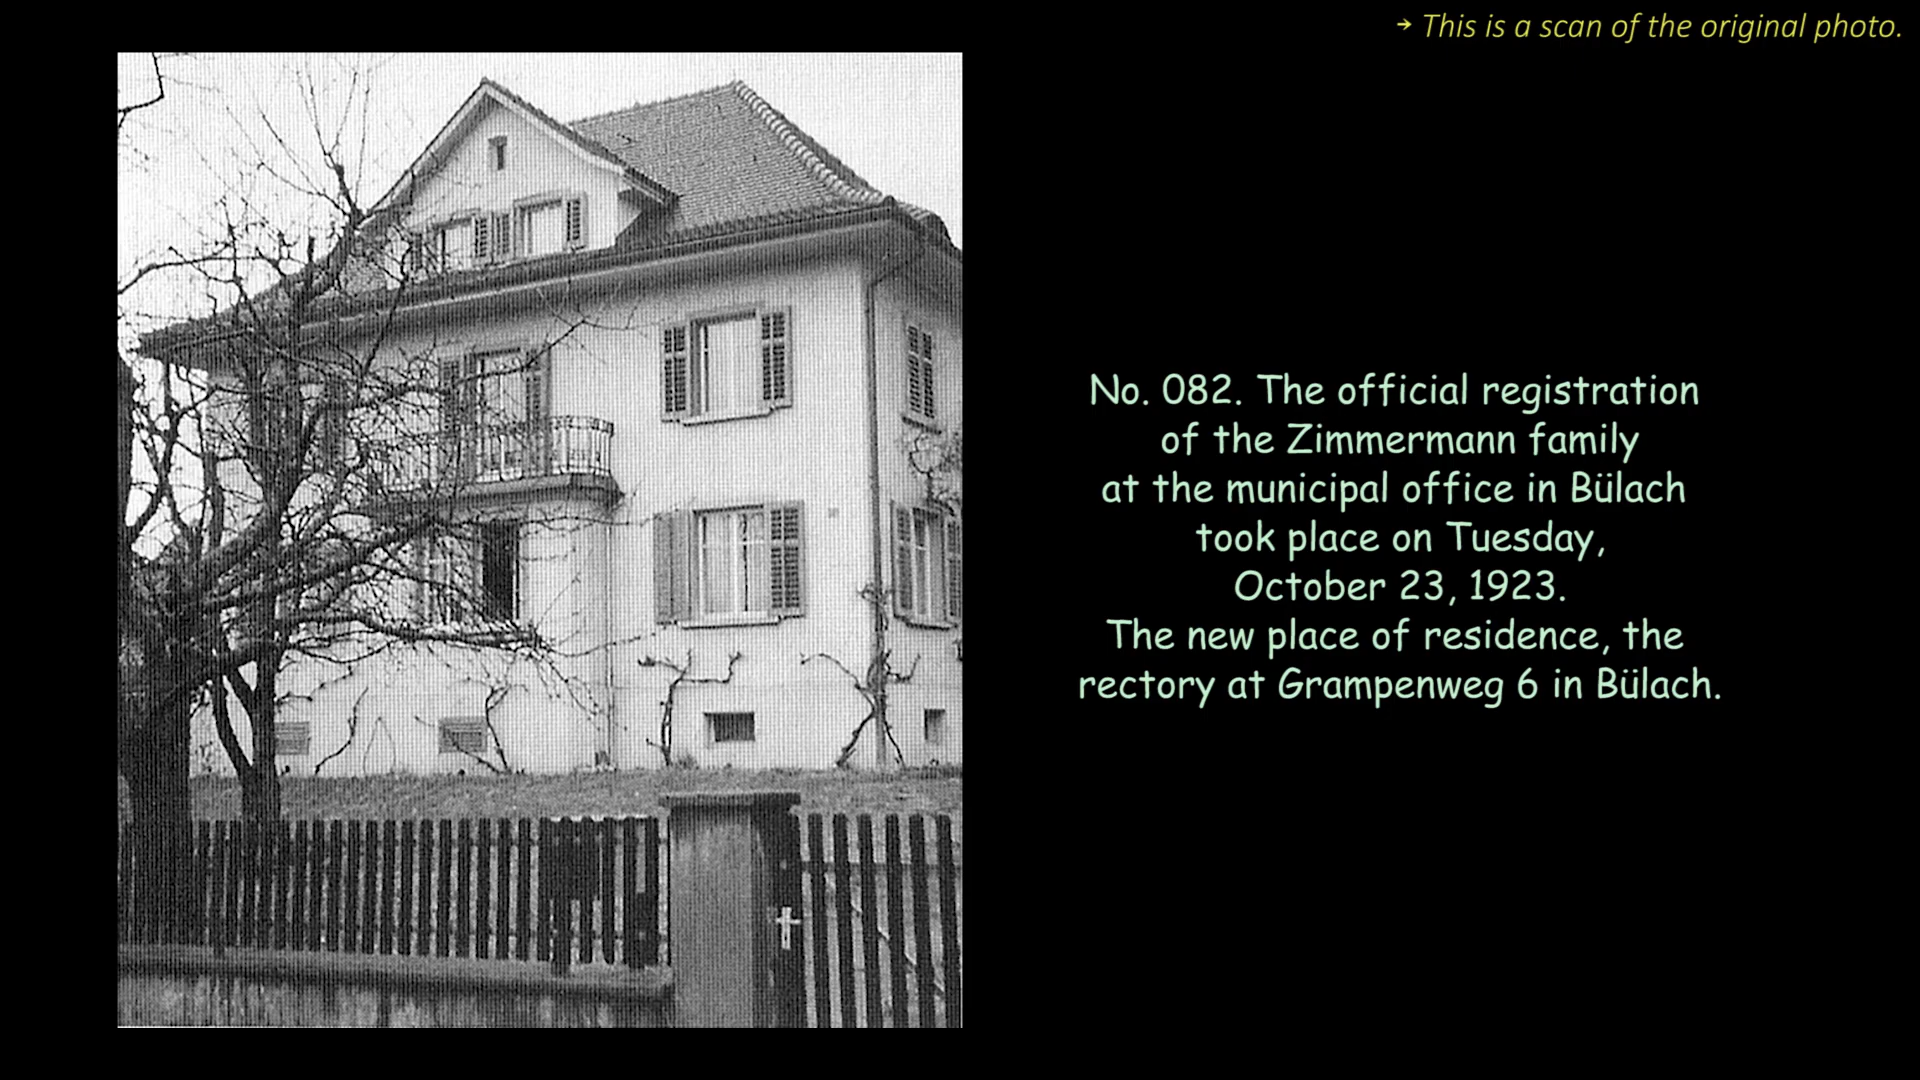 → This is a scan of the original photo.
No. 082. The official registration
of the Zimmermann family
at the municipal office in Bülach
took place on Tuesday,
October 23, 1923.
The new place of residence, the
rectory at Grampenweg 6 in Bülach.